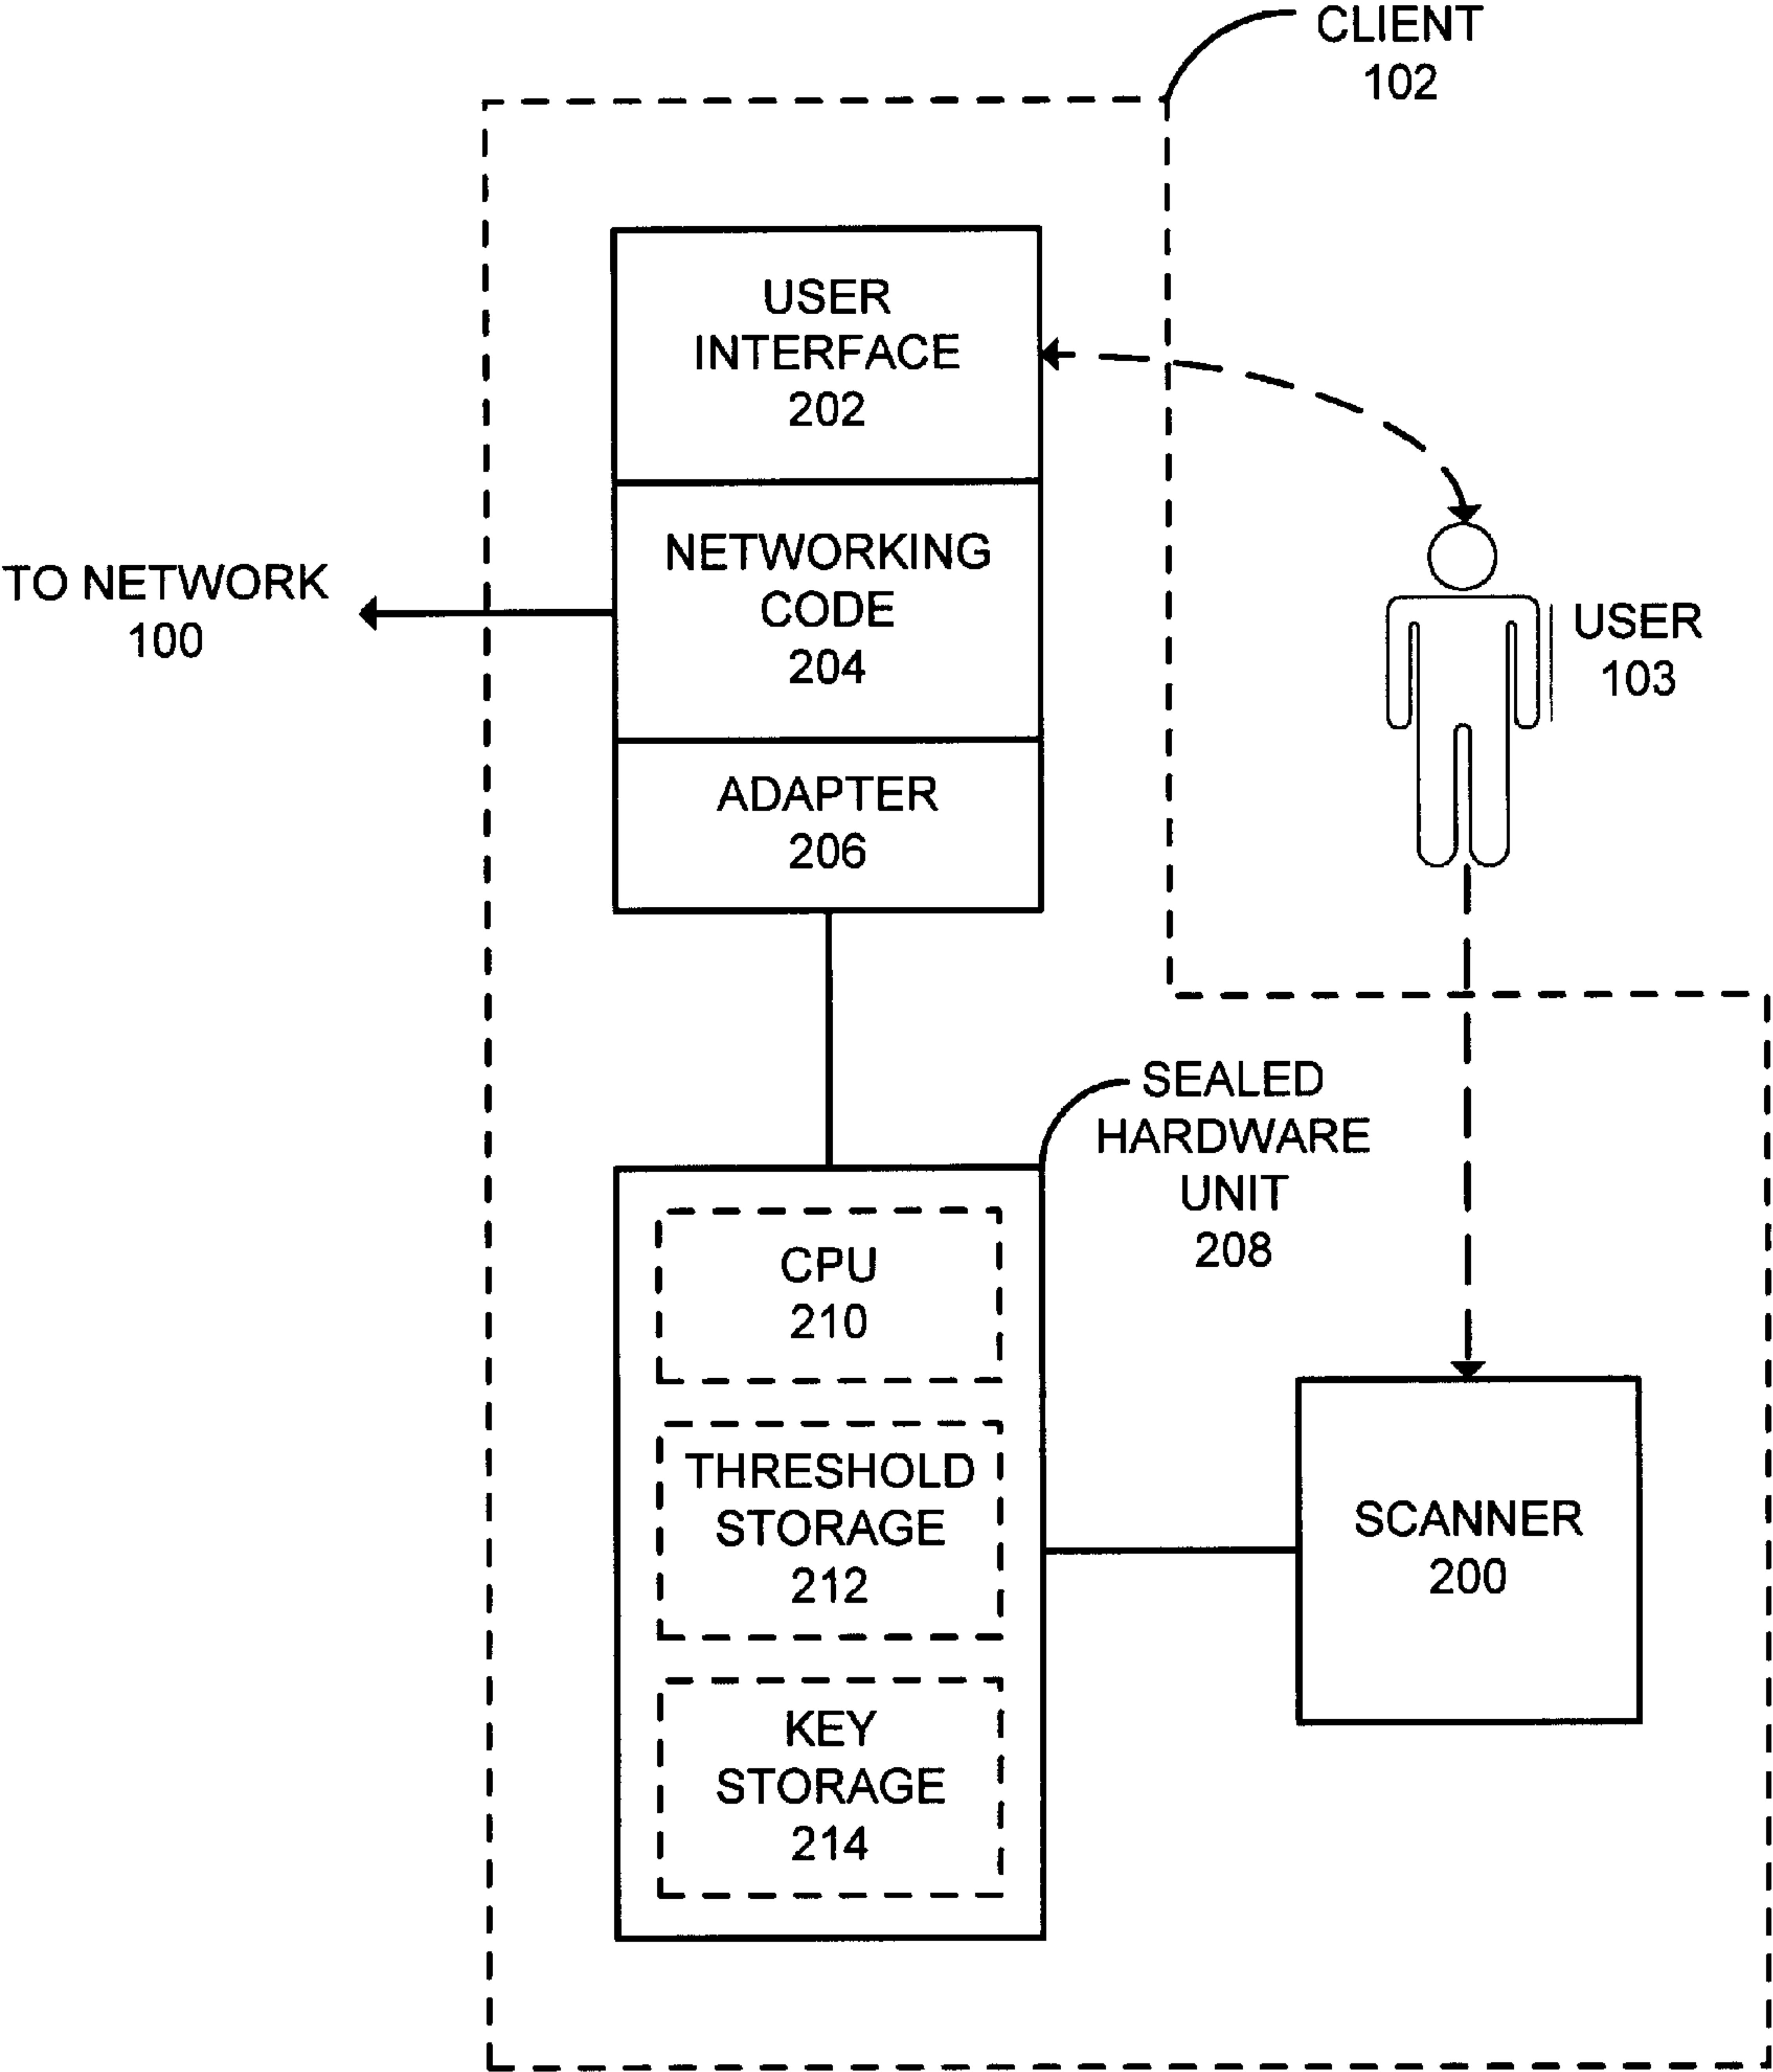 CLIENT
102
USER
INTERFACE
202
NETWORKING
CODE
204
TO NETWORK
100
USER
103
ADAPTER
206
SEALED
HARDWARE
UNIT
208
CPU
210
THRESHOLD
STORAGE
212
SCANNER
200
KEY
STORAGE
214